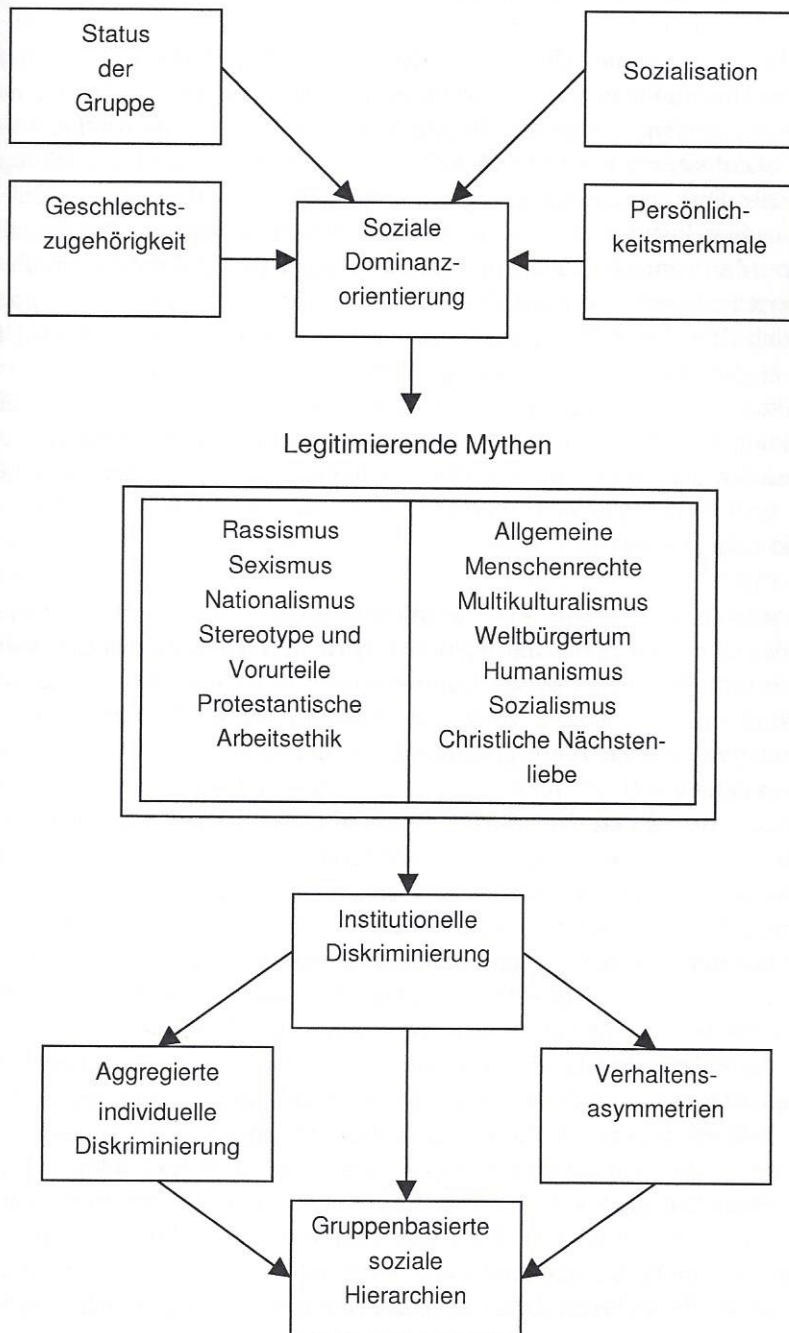 Status
der
Gruppe
Sozialisation
Geschlechts-
zugehörigkeit
Soziale
Dominanz-
orientierung
Persönlich-
keitsmerkmale
Legitimierende Mythen
Rassismus
Sexismus
Nationalismus
Stereotype und
Vorurteile
Protestantische
Arbeitsethik
Allgemeine
Menschenrechte
Multikulturalismus
Weltbürgertum
Humanismus
Sozialismus
Christliche Nächsten-
liebe
Institutionelle
Diskriminierung
Aggregierte
individuelle
Diskriminierung
Verhaltens-
asymmetrien
Gruppenbasierte
soziale
Hierarchien